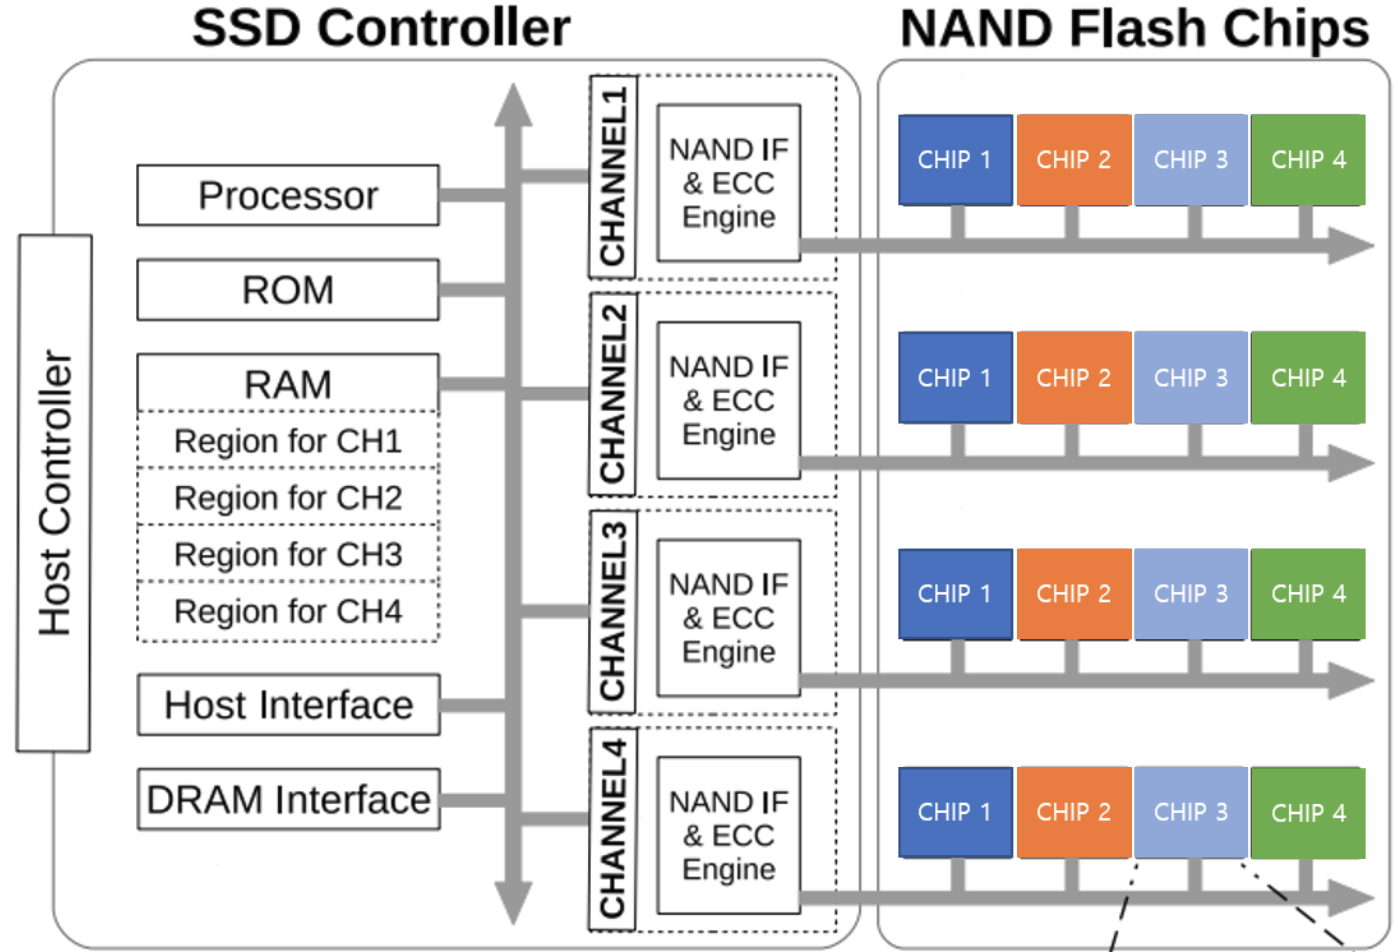 SSD Controller
NAND Flash Chips
Host Controller
Processor
ROM
RAM
Region for CH1
Region for CH2
Region for CH3
Region for CH4
Host Interface
DRAM Interface
CHANNEL1
NAND IF
& ECC
Engine
CHIP 1
CHIP 2
CHIP 3
CHIP 4
CHANNEL2
NAND IF
& ECC
Engine
CHIP 1
CHIP 2
CHIP 3
CHIP 4
CHANNEL3
NAND IF
& ECC
Engine
CHIP 1
CHIP 2
CHIP 3
CHIP 4
CHANNEL4
NAND IF
& ECC
Engine
CHIP 1
CHIP 2
CHIP 3
CHIP 4